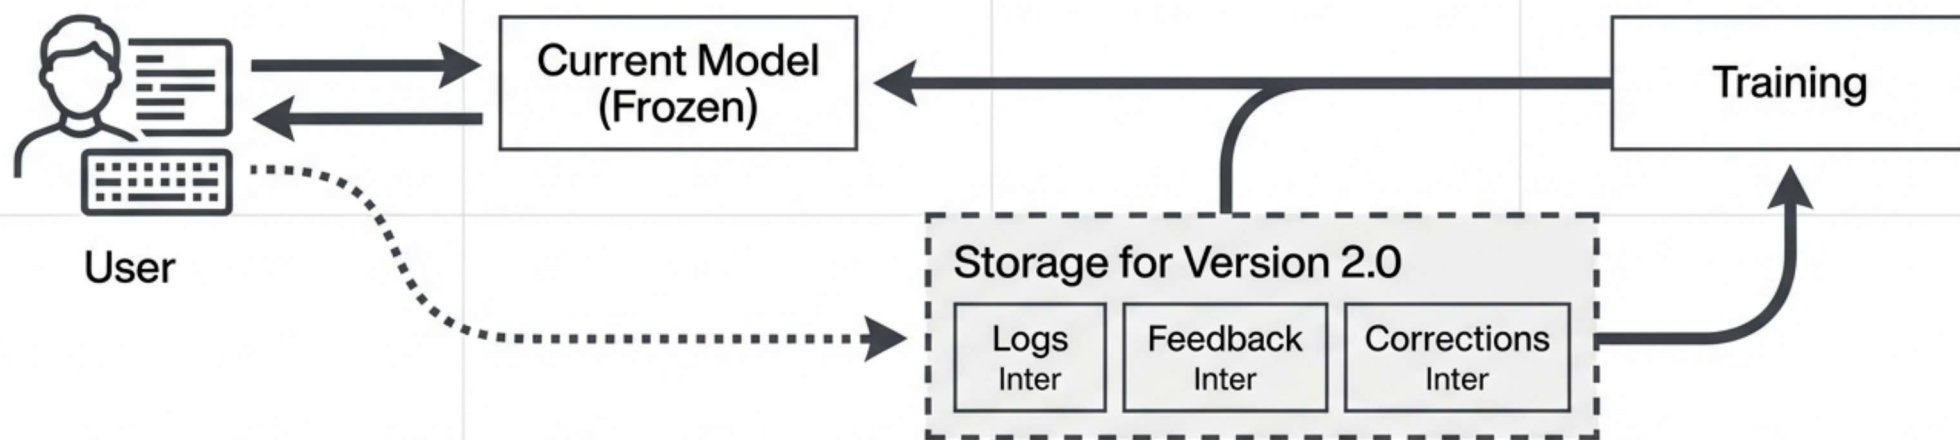 Current Model
(Frozen)
Training
User
Storage for Version 2.0
Logs
Inter
Feedback
Inter
Corrections
Inter